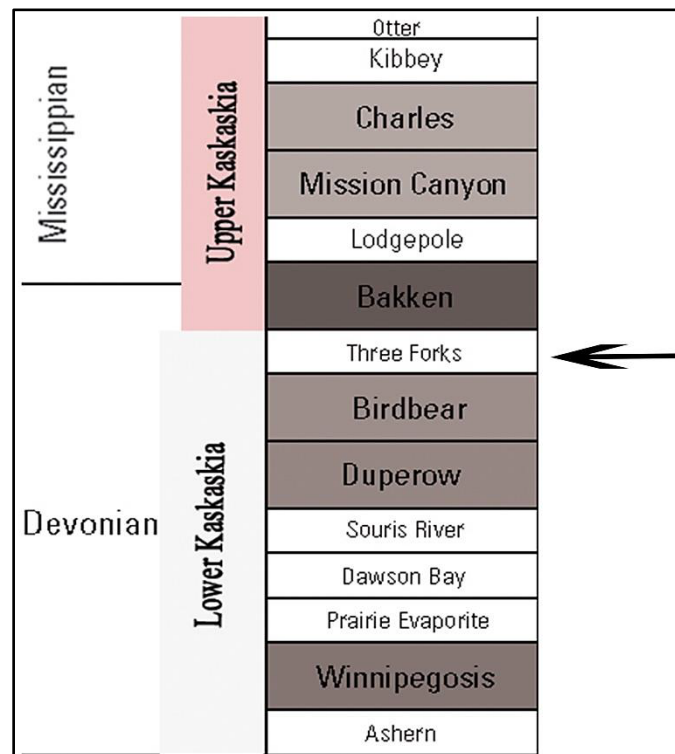 Mississippian
Devonian
Upper Kaskaskia
Lower Kaskaskia
Otter
Kibbey
Charles
Mission Canyon
Lodgepole
Bakken
Three Forks
Birdbear
Duperow
Souris River
Dawson Bay
Prairie Evaporite
Winnipegosis
Ashern